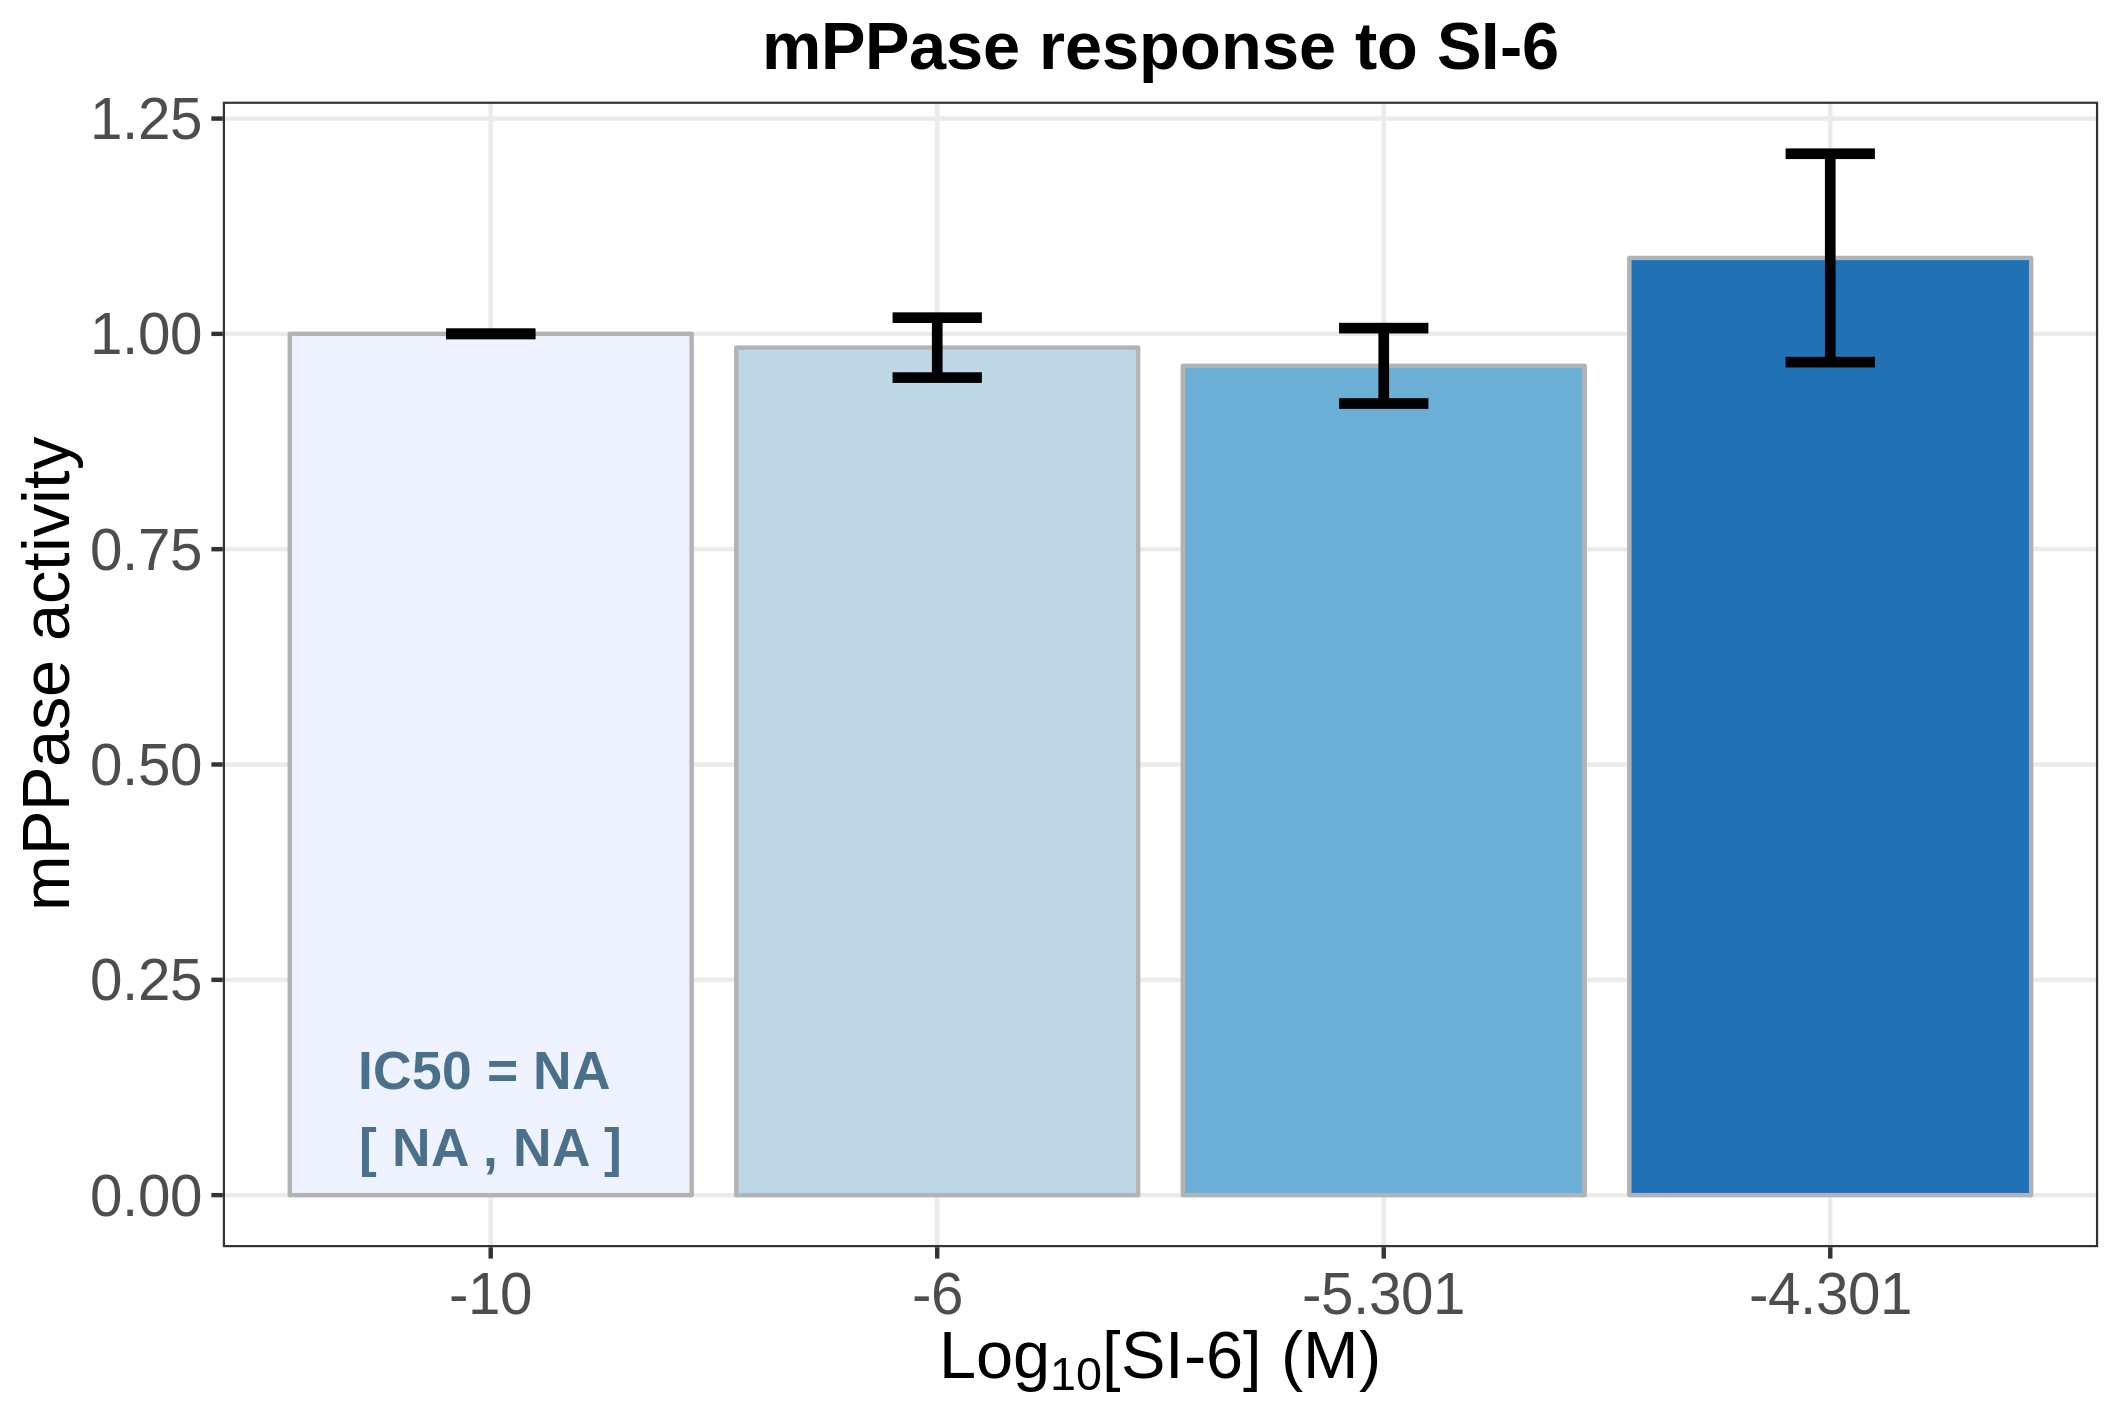 mPPase response to SI-6
mPPase activity
1.25
1.00
0.75
0.50
0.25
0.00
IC50 = NA
[ NA , NA ]
-10
-6
-5.301
-4.301
Log₁₀[SI-6] (M)